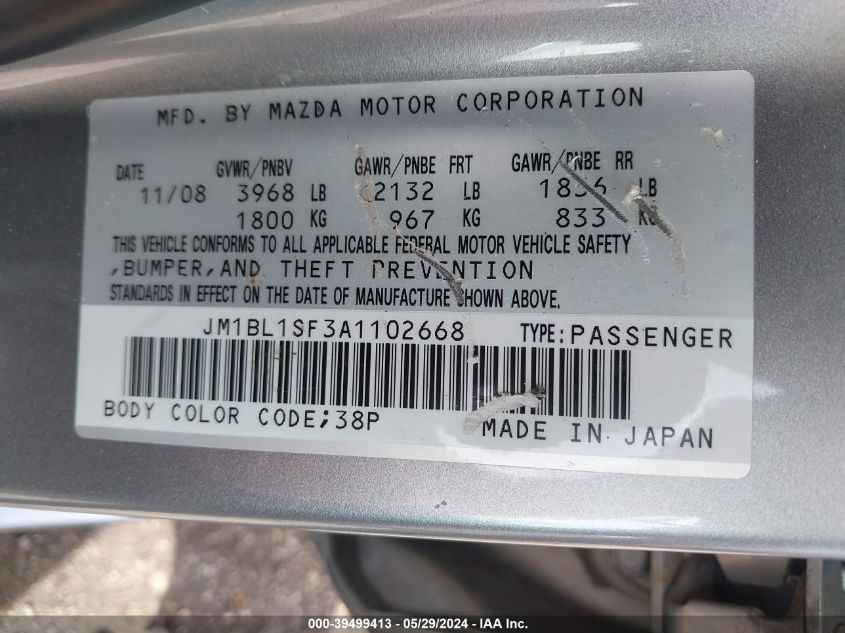 MFD. BY MAZDA MOTOR CORPORATION
DATE GVWR/PNBV GAWR/PNBE FRT GAWR/PNBE RR
11/08 3968 LB 2132 LB 1836 LB
1800 KG 967 KG 833 KG
THIS VEHICLE CONFORMS TO ALL APPLICABLE FEDERAL MOTOR VEHICLE SAFETY
,BUMPER,AND THEFT PREVENTION
STANDARDS IN EFFECT ON THE DATE OF MANUFACTURE SHOWN ABOVE.
JM1BL1SF3A1102668 TYPE:PASSENGER
BODY COLOR CODE;38P
MADE IN JAPAN
000-39499413 - 05/29/2024 - IAA Inc.